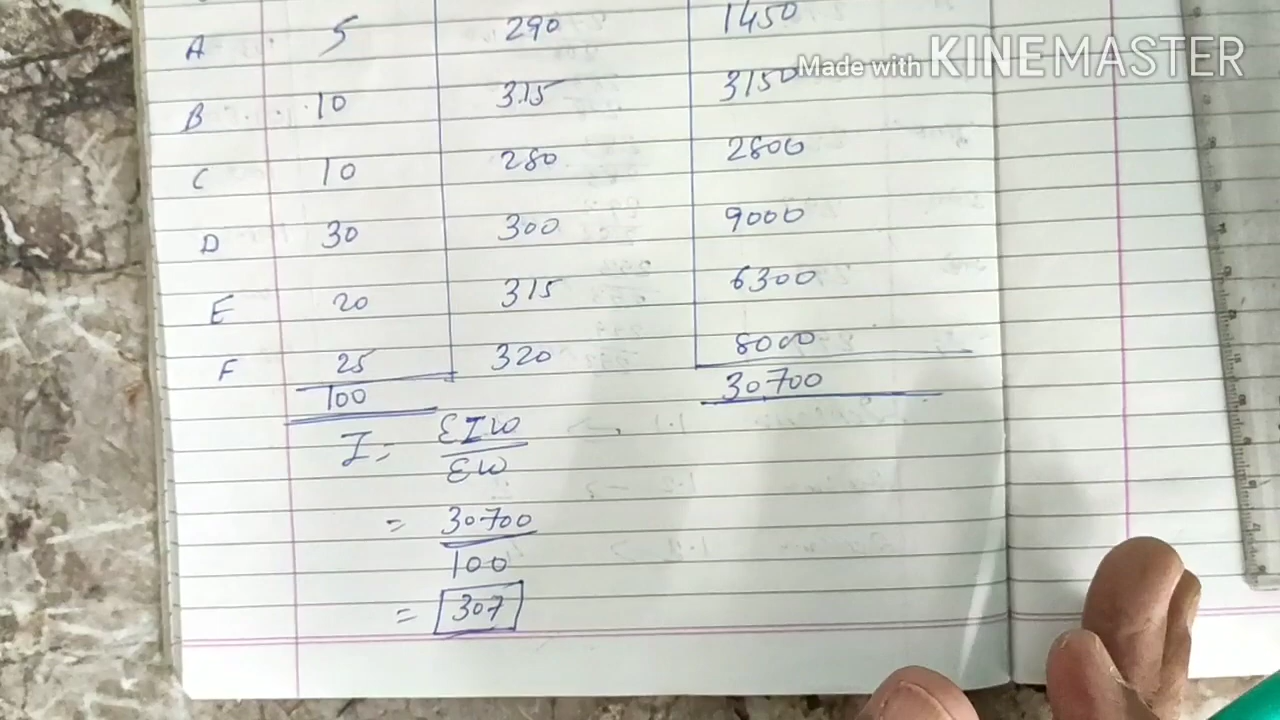 A 5 290 1450
Made with KINEMASTER
B 10 315 3150
C 10 280 2800
D 30 300 9000
E 20 315 6300
F 25 320 8000
100 30700
I = ΣIW
ΣW
= 30700
100
= 307